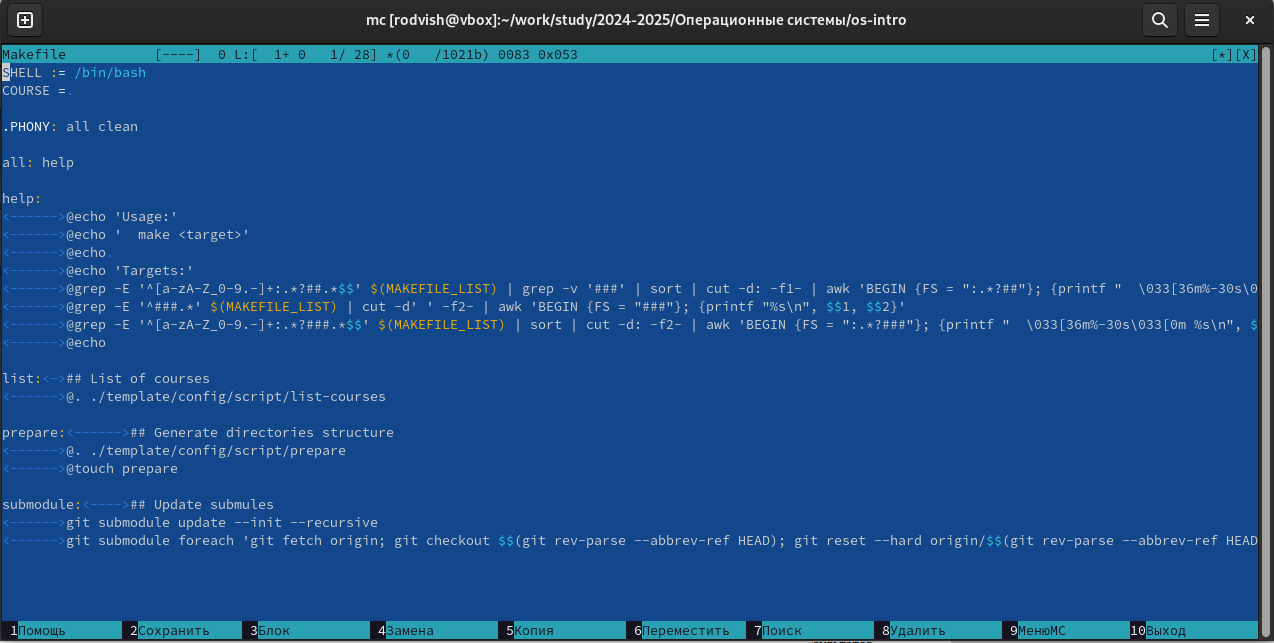 mc [rodvish@vbox]:~/work/study/2024-2025/Операционные системы/os-intro
Makefile [----] 0 L:[ 1+ 0 1/ 28] *(0 /1021b) 0083 0x053 [*][X]
SHELL := /bin/bash
COURSE =.
.PHONY: all clean
all: help
help:
<------>@echo 'Usage:'
<------>@echo '  make <target>'
<------>@echo.
<------>@echo 'Targets:'
<------>@grep -E '^[a-zA-Z_0-9.-]+:.*?##.*$$' $(MAKEFILE_LIST) | grep -v '###' | sort | cut -d: -f1- | awk 'BEGIN {FS = ":.*?##"}; {printf "  \033[36m%-30s\0
<------>@grep -E '^###.*' $(MAKEFILE_LIST) | cut -d' ' -f2- | awk 'BEGIN {FS = "###"}; {printf "%s\n", $$1, $$2}'
<------>@grep -E '^[a-zA-Z_0-9.-]+:.*?###.*$$' $(MAKEFILE_LIST) | sort | cut -d: -f2- | awk 'BEGIN {FS = ":.*?###"}; {printf "  \033[36m%-30s\033[0m %s\n", $
<------>@echo
list:<->## List of courses
<------>@. ./template/config/script/list-courses
prepare:<------>## Generate directories structure
<------>@. ./template/config/script/prepare
<------>@touch prepare
submodule:<---->## Update submules
<------>git submodule update --init --recursive
<------>git submodule foreach 'git fetch origin; git checkout $$(git rev-parse --abbrev-ref HEAD); git reset --hard origin/$$(git rev-parse --abbrev-ref HEAD
1Помощь 2Сохранить 3Блок 4Замена 5Копия 6Переместить 7Поиск 8Удалить 9МенюMC 10Выход